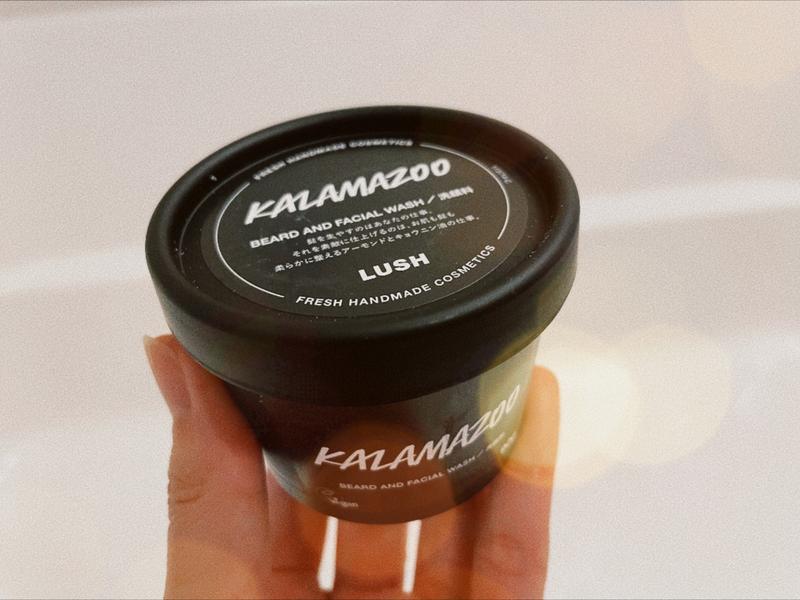 FRESH HANDMADE COSMETICS
KALAMAZOO
BEARD AND FACIAL WASH / 洗顔料
髭を生やすのはあなたの仕事。
それを素敵に仕上げるのは、お肌も髭も
柔らかに整えるアーモンドとキョウニン油の仕事。
LUSH
FRESH HANDMADE COSMETICS
KALAMAZOO
BEARD AND FACIAL WASH /
Vegan